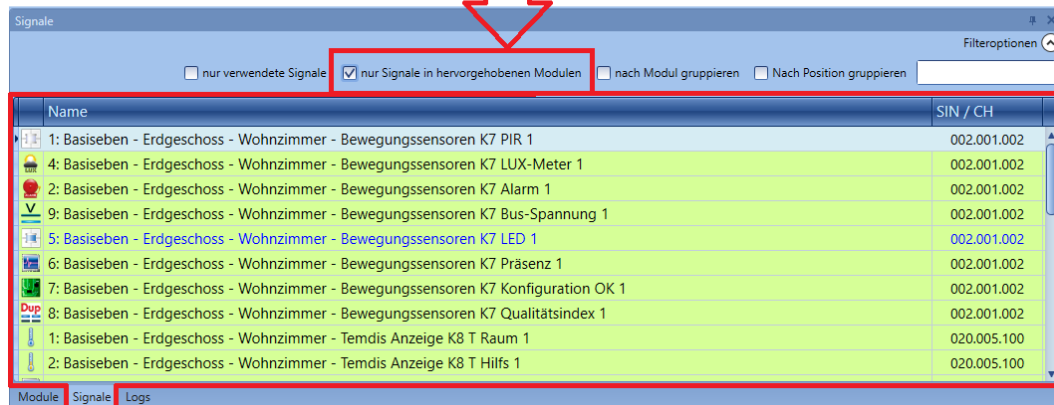 Signale
Filteroptionen
nur verwendete Signale nur Signale in hervorgehobenen Modulen nach Modul gruppieren Nach Position gruppieren
Name SIN / CH
1: Basiseben - Erdgeschoss - Wohnzimmer - Bewegungssensoren K7 PIR 1 002.001.002
LUX 4: Basiseben - Erdgeschoss - Wohnzimmer - Bewegungssensoren K7 LUX-Meter 1 002.001.002
2: Basiseben - Erdgeschoss - Wohnzimmer - Bewegungssensoren K7 Alarm 1 002.001.002
V 9: Basiseben - Erdgeschoss - Wohnzimmer - Bewegungssensoren K7 Bus-Spannung 1 002.001.002
5: Basiseben - Erdgeschoss - Wohnzimmer - Bewegungssensoren K7 LED 1 002.001.002
6: Basiseben - Erdgeschoss - Wohnzimmer - Bewegungssensoren K7 Präsenz 1 002.001.002
7: Basiseben - Erdgeschoss - Wohnzimmer - Bewegungssensoren K7 Konfiguration OK 1 002.001.002
Dup 8: Basiseben - Erdgeschoss - Wohnzimmer - Bewegungssensoren K7 Qualitätsindex 1 002.001.002
1: Basiseben - Erdgeschoss - Wohnzimmer - Temdis Anzeige K8 T Raum 1 020.005.100
2: Basiseben - Erdgeschoss - Wohnzimmer - Temdis Anzeige K8 T Hilfs 1 020.005.100
Module Signale Logs